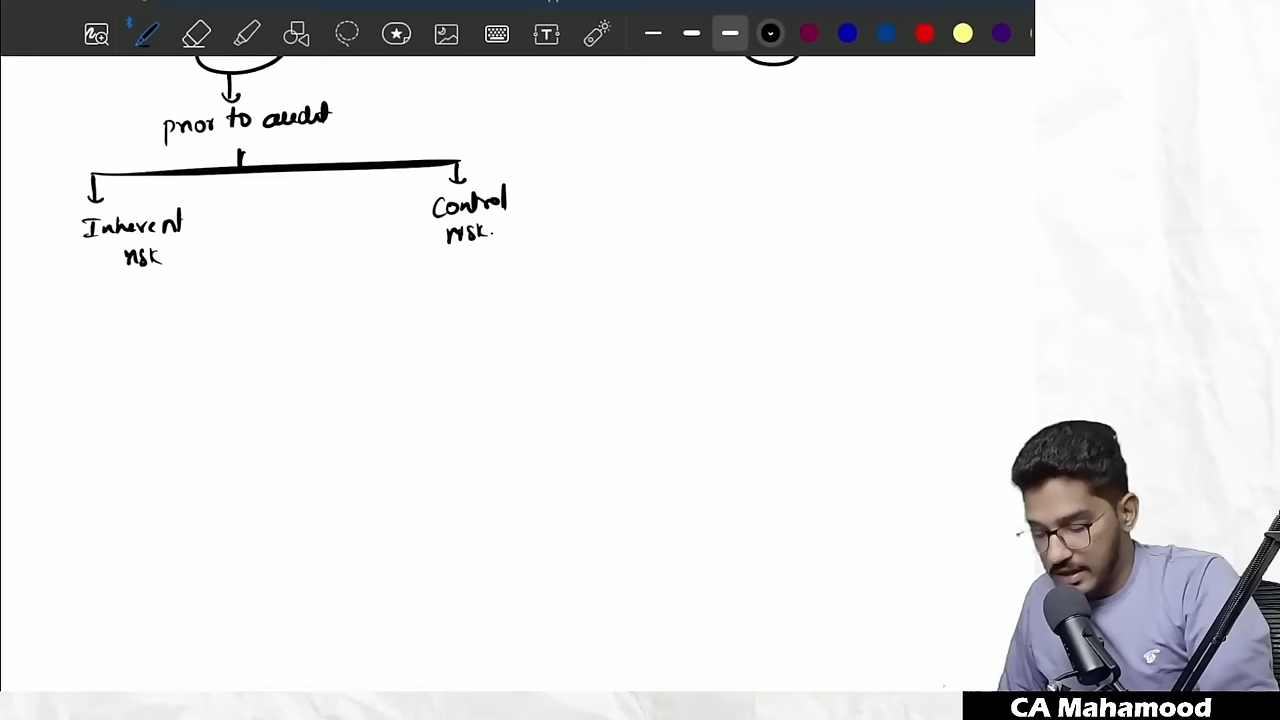 prior to audit
Inherent
risk
Control
risk.
CA Mahamood